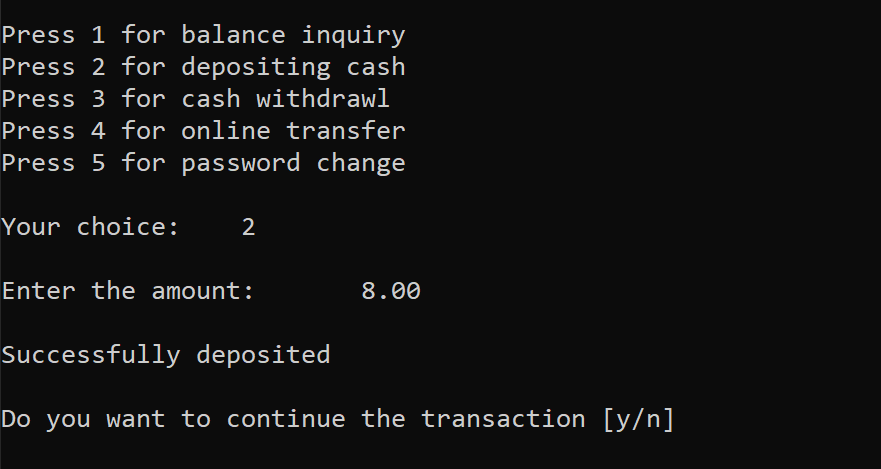 Press 1 for balance inquiry
Press 2 for depositing cash
Press 3 for cash withdrawl
Press 4 for online transfer
Press 5 for password change
Your choice:    2
Enter the amount:       8.00
Successfully deposited
Do you want to continue the transaction [y/n]